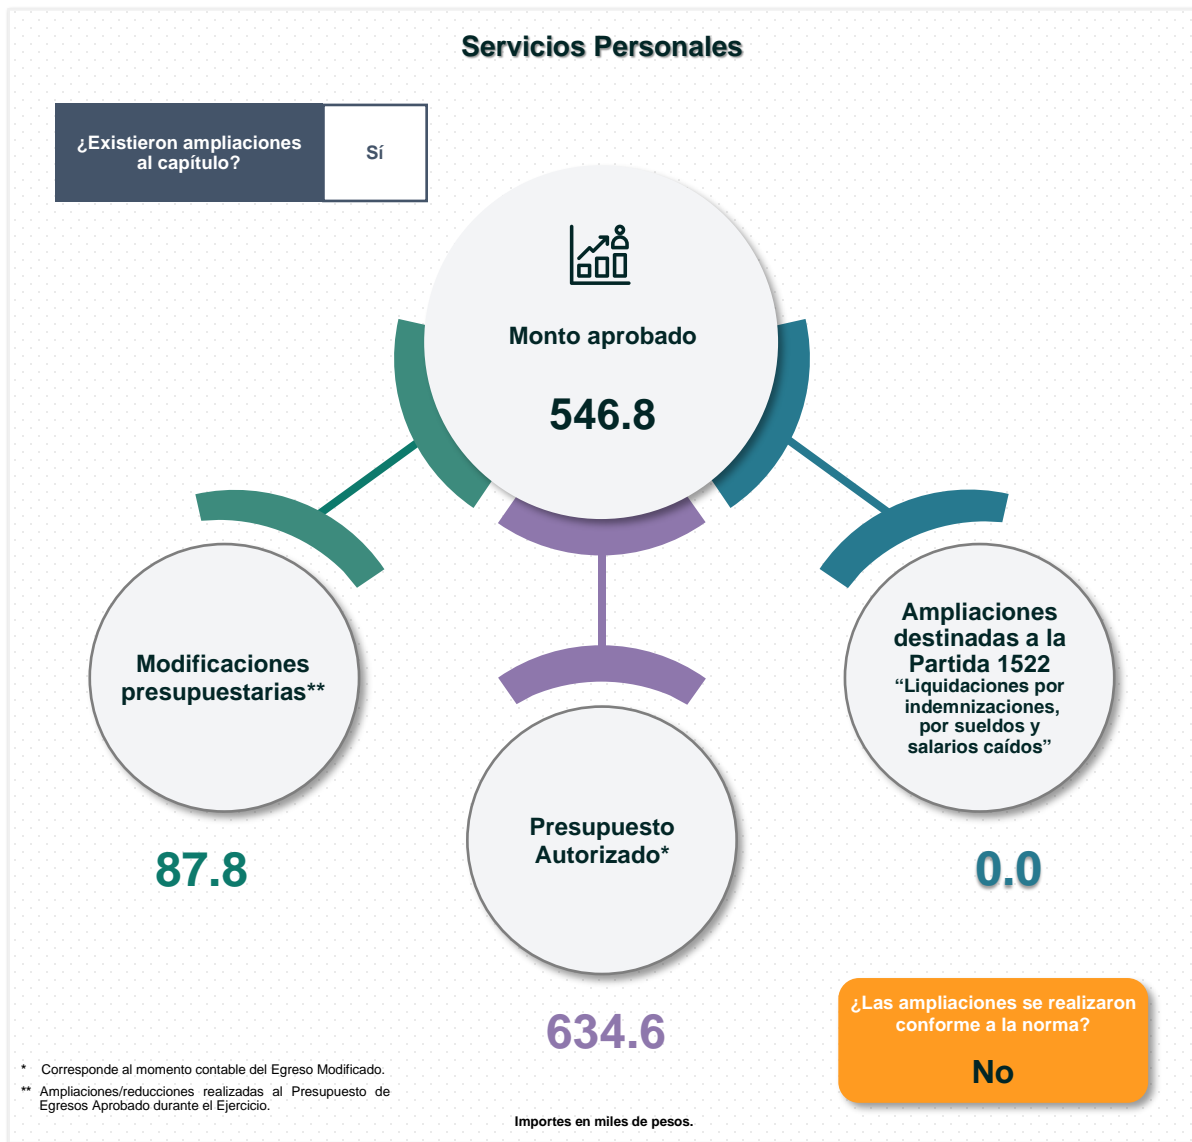 Servicios Personales
¿Existieron ampliaciones
al capítulo?
Sí
Monto aprobado
546.8
Modificaciones
presupuestarias**
87.8
Presupuesto
Autorizado*
634.6
Ampliaciones
destinadas a la
Partida 1522
“Liquidaciones por
indemnizaciones,
por sueldos y
salarios caídos”
0.0
¿Las ampliaciones se realizaron
conforme a la norma?
No
* Corresponde al momento contable del Egreso Modificado.
** Ampliaciones/reducciones realizadas al Presupuesto de
Egresos Aprobado durante el Ejercicio.
Importes en miles de pesos.